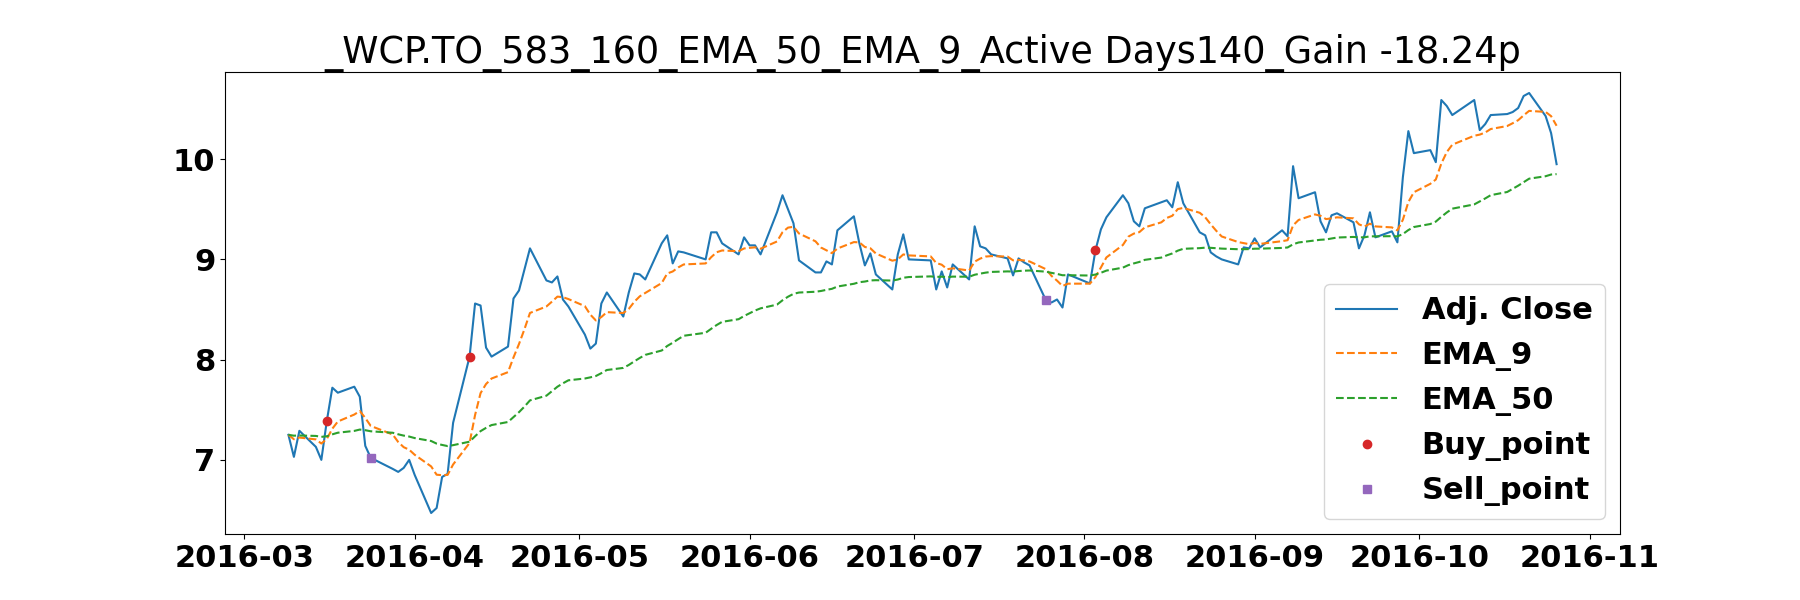 _WCP.TO_583_160_EMA_50_EMA_9_Active Days140_Gain -18.24p
10
9
8
7
Adj. Close
EMA_9
EMA_50
Buy_point
Sell_point
2016-03 2016-04 2016-05 2016-06 2016-07 2016-08 2016-09 2016-10 2016-11